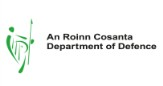 An Roinn Cosanta
Department of Defence